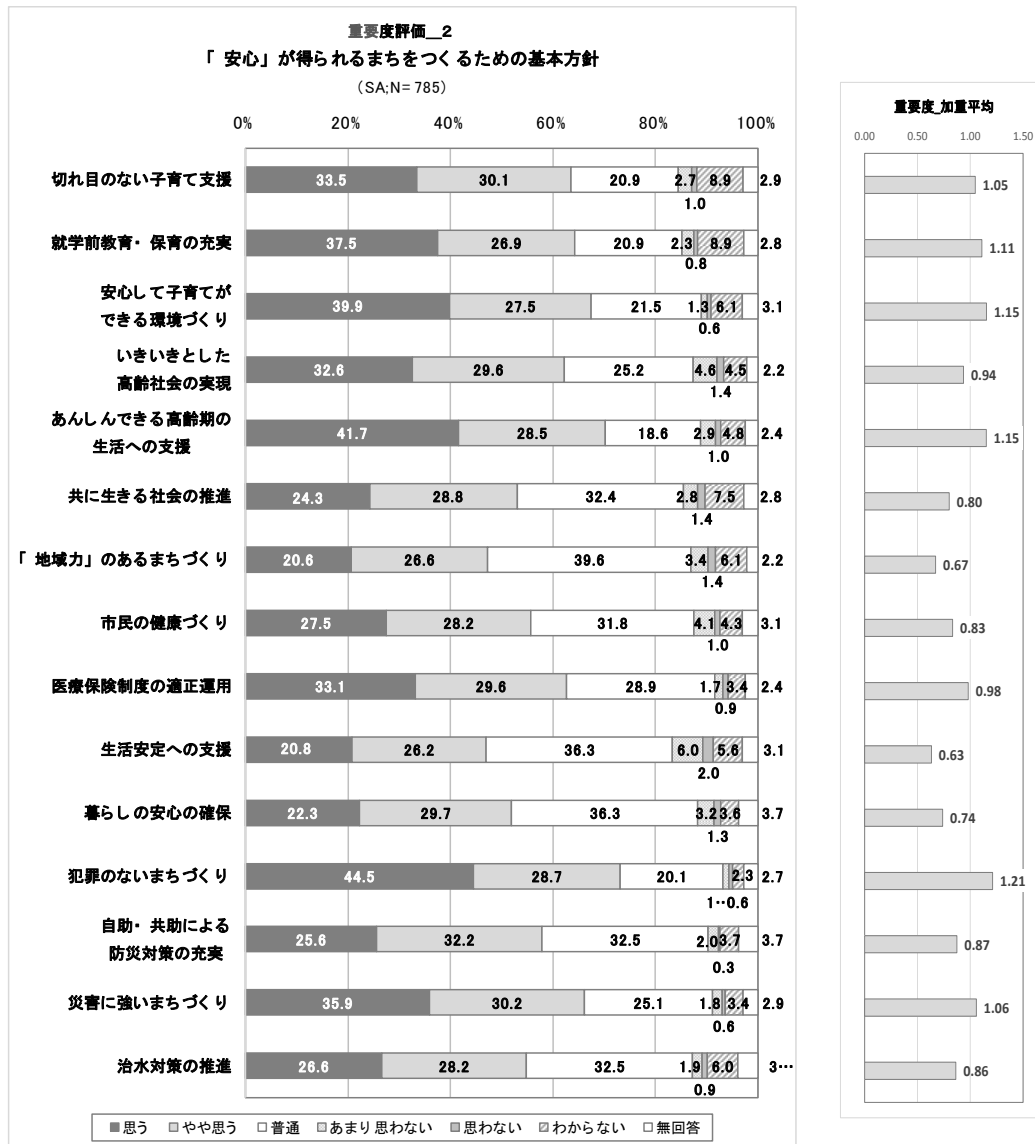 重要度評価__2
「 安心」が得られるまちをつくるための基本方針
（SA;N= 785）
0% 20% 40% 60% 80% 100%
切れ目のない子育て支援 33.5 30.1 20.9 2.7 8.9 2.9
1.0
就学前教育・ 保育の充実 37.5 26.9 20.9 2.3 8.9 2.8
0.8
安心して子育てが
できる環境づくり 39.9 27.5 21.5 1.3 6.1 3.1
0.6
いきいきとした
高齢社会の実現 32.6 29.6 25.2 4.6 4.5 2.2
1.4
あんしんできる高齢期の
生活への支援 41.7 28.5 18.6 2.9 4.8 2.4
1.0
共に生きる社会の推進 24.3 28.8 32.4 2.8 7.5 2.8
1.4
「 地域力」のあるまちづくり 20.6 26.6 39.6 3.4 6.1 2.2
1.4
市民の健康づくり 27.5 28.2 31.8 4.1 4.3 3.1
1.0
医療保険制度の適正運用 33.1 29.6 28.9 1.7 3.4 2.4
0.9
生活安定への支援 20.8 26.2 36.3 6.0 5.6 3.1
2.0
暮らしの安心の確保 22.3 29.7 36.3 3.2 3.6 3.7
1.3
犯罪のないまちづくり 44.5 28.7 20.1 2.3 2.7
1… 0.6
自助・ 共助による
防災対策の充実 25.6 32.2 32.5 2.0 3.7 3.7
0.3
災害に強いまちづくり 35.9 30.2 25.1 1.8 3.4 2.9
0.6
治水対策の推進 26.6 28.2 32.5 1.9 6.0 3…
0.9
思う やや思う 普通 あまり思わない 思わない わからない 無回答
重要度_加重平均
0.00 0.50 1.00 1.50
1.05
1.11
1.15
0.94
1.15
0.80
0.67
0.83
0.98
0.63
0.74
1.21
0.87
1.06
0.86